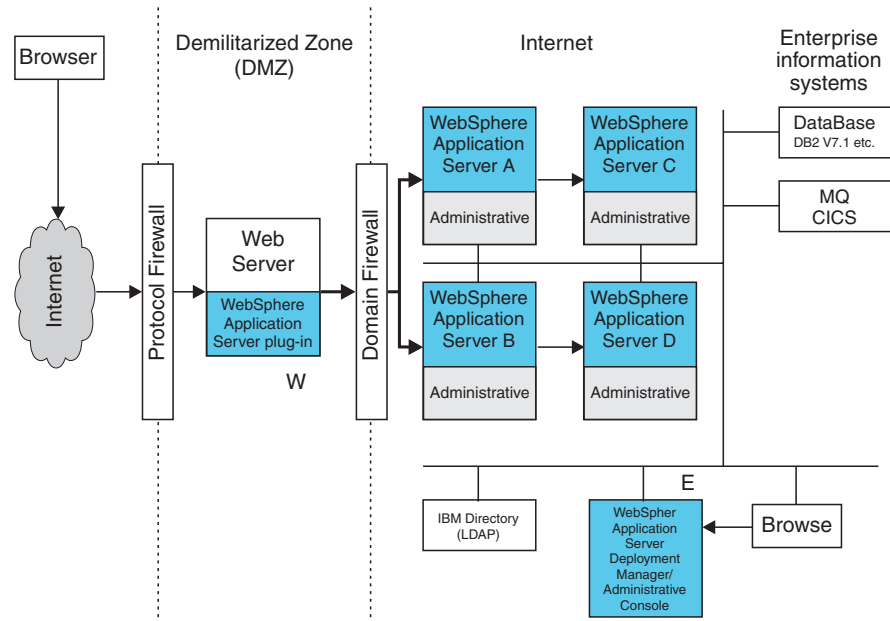 Browser
Demilitarized Zone
(DMZ)
Internet
Enterprise
information
systems
Internet
Protocol Firewall
Web
Server
WebSphere
Application
Server plug-in
W
Domain Firewall
WebSphere
Application
Server A
Administrative
WebSphere
Application
Server C
Administrative
WebSphere
Application
Server B
Administrative
WebSphere
Application
Server D
Administrative
DataBase
DB2 V7.1 etc.
MQ
CICS
E
IBM Directory
(LDAP)
WebSpher
Application
Server
Deployment
Manager/
Administrative
Console
Browse